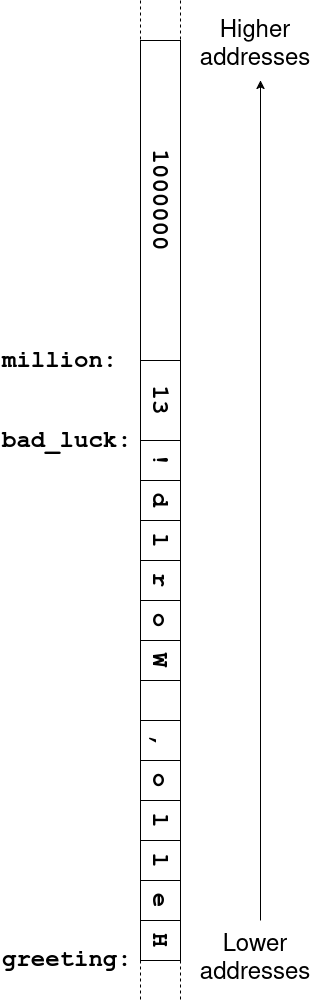 Higher
addresses
1000000
million:
13
bad_luck:
!
d
l
r
o
W
,
o
l
l
e
H
greeting:
Lower
addresses